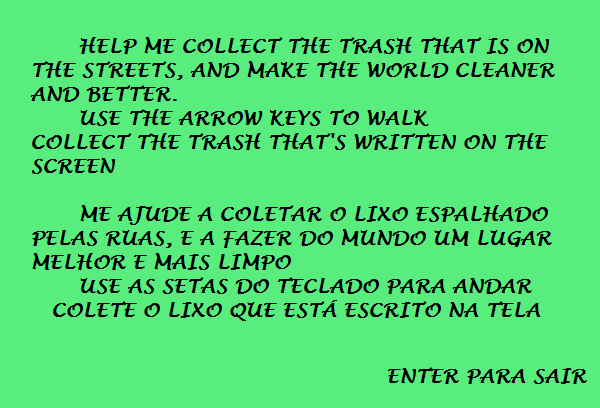 HELP ME COLLECT THE TRASH THAT IS ON
THE STREETS, AND MAKE THE WORLD CLEANER
AND BETTER.
USE THE ARROW KEYS TO WALK
COLLECT THE TRASH THAT'S WRITTEN ON THE
SCREEN
ME AJUDE A COLETAR O LIXO ESPALHADO
PELAS RUAS, E A FAZER DO MUNDO UM LUGAR
MELHOR E MAIS LIMPO
USE AS SETAS DO TECLADO PARA ANDAR
COLETE O LIXO QUE ESTÁ ESCRITO NA TELA
ENTER PARA SAIR